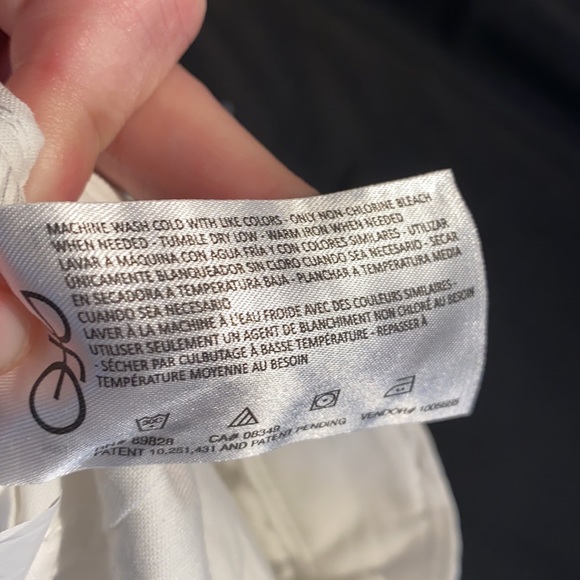 MACHINE WASH COLD WITH LIKE COLORS - ONLY NON-CHLORINE BLEACH
WHEN NEEDED - TUMBLE DRY LOW - WARM IRON WHEN NEEDED
LAVAR A MÁQUINA CON AGUA FRÍA Y CON COLORES SIMILARES - UTILIZAR
ÚNICAMENTE BLANQUEADOR SIN CLORO CUANDO SEA NECESARIO - SECAR
EN SECADORA A TEMPERATURA BAJA - PLANCHAR A TEMPERATURA MEDIA
CUANDO SEA NECESARIO
LAVER À LA MACHINE À L'EAU FROIDE AVEC DES COULEURS SIMILAIRES -
UTILISER SEULEMENT UN AGENT DE BLANCHIMENT NON CHLORÉ AU BESOIN
- SÉCHER PAR CULBUTAGE À BASSE TEMPÉRATURE - REPASSER À
TEMPÉRATURE MOYENNE AU BESOIN
30C
RN# 69828 CA# 08349 VENDOR#
PATENT 10,251,431 AND PATENT PENDING